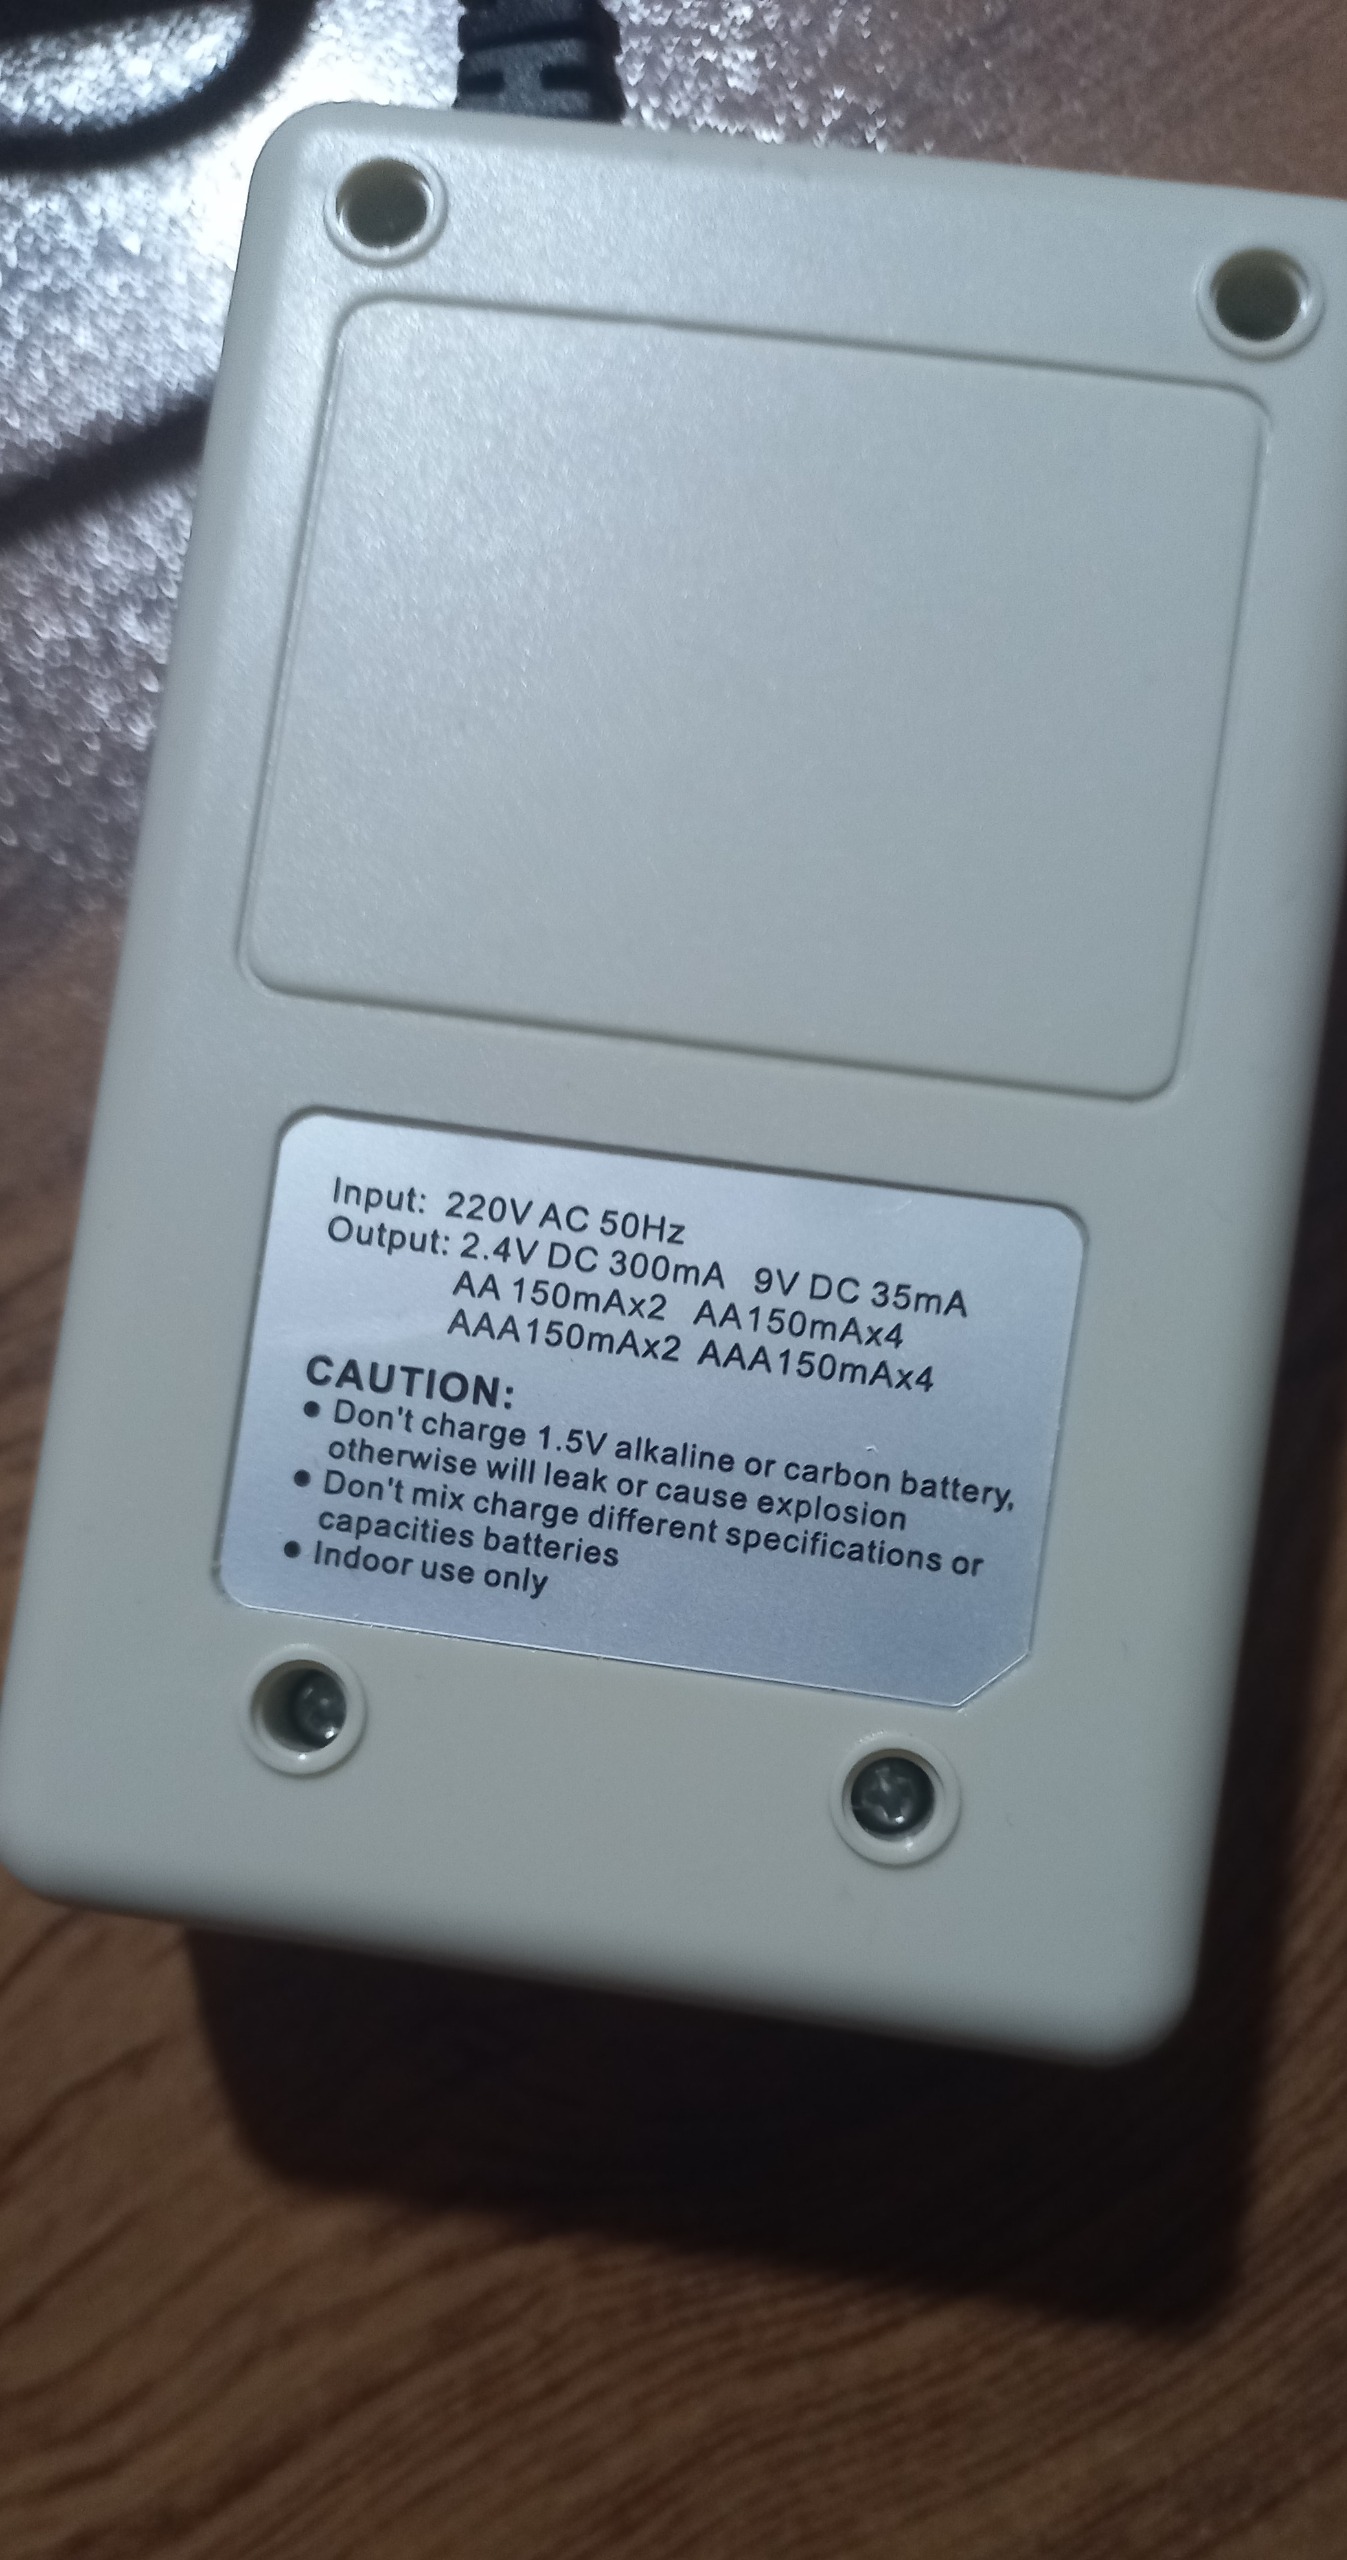 Input: 220V AC 50Hz
Output: 2.4V DC 300mA 9V DC 35mA
AA 150mAx2 AA150mAx4
AAA150mAx2 AAA150mAx4
CAUTION:
● Don't charge 1.5V alkaline or carbon battery,
otherwise will leak or cause explosion
● Don't mix charge different specifications or
capacities batteries
● Indoor use only